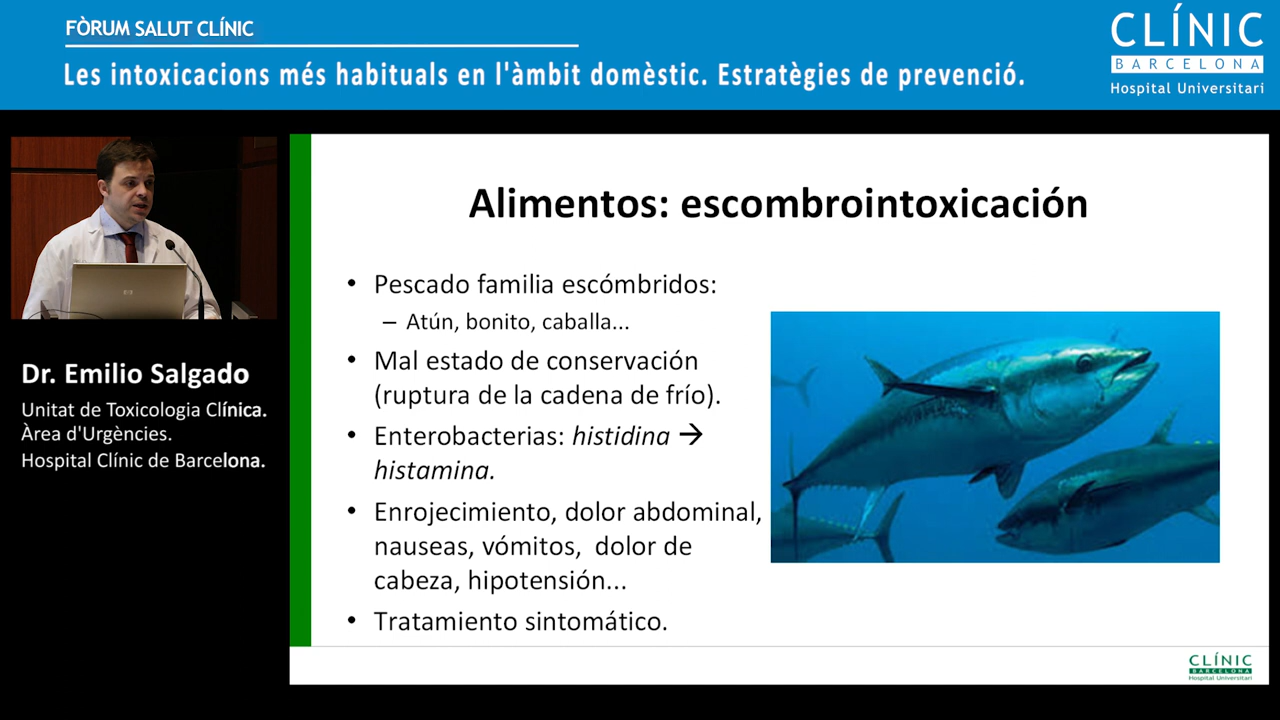 FÒRUM SALUT CLÍNIC
Les intoxicacions més habituals en l'àmbit domèstic. Estratègies de prevenció.
CLÍNIC
BARCELONA
Hospital Universitari
Dr. Emilio Salgado
Unitat de Toxicologia Clínica.
Àrea d'Urgències.
Hospital Clínic de Barcelona.
Alimentos: escombrointoxicación
• Pescado familia escómbridos:
– Atún, bonito, caballa...
• Mal estado de conservación
(ruptura de la cadena de frío).
• Enterobacterias: histidina →
histamina.
• Enrojecimiento, dolor abdominal,
nauseas, vómitos, dolor de
cabeza, hipotensión...
• Tratamiento sintomático.
CLÍNIC
BARCELONA
Hospital Universitari